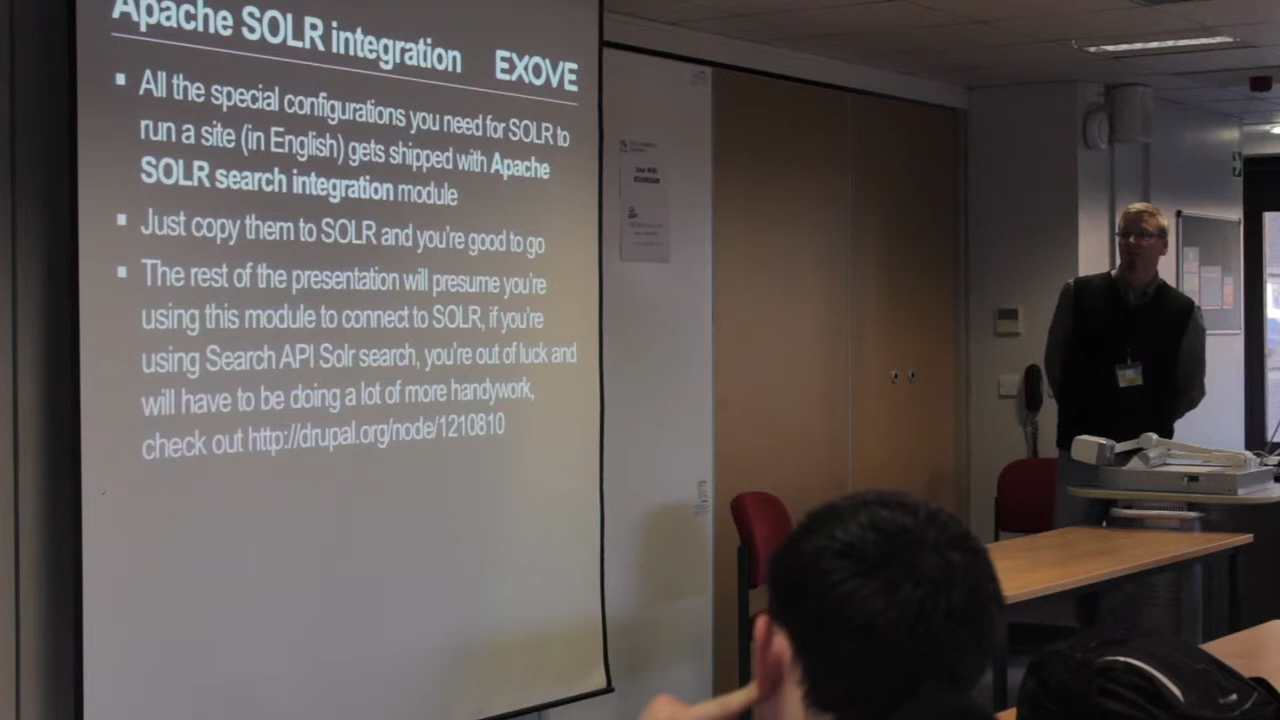 Apache SOLR integration
EXOVE
▪ All the special configurations you need for SOLR to
run a site (in English) gets shipped with Apache
SOLR search integration module
▪ Just copy them to SOLR and you're good to go
▪ The rest of the presentation will presume you're
using this module to connect to SOLR, if you're
using Search API Solr search, you're out of luck and
will have to be doing a lot of more handywork,
check out http://drupal.org/node/1210810